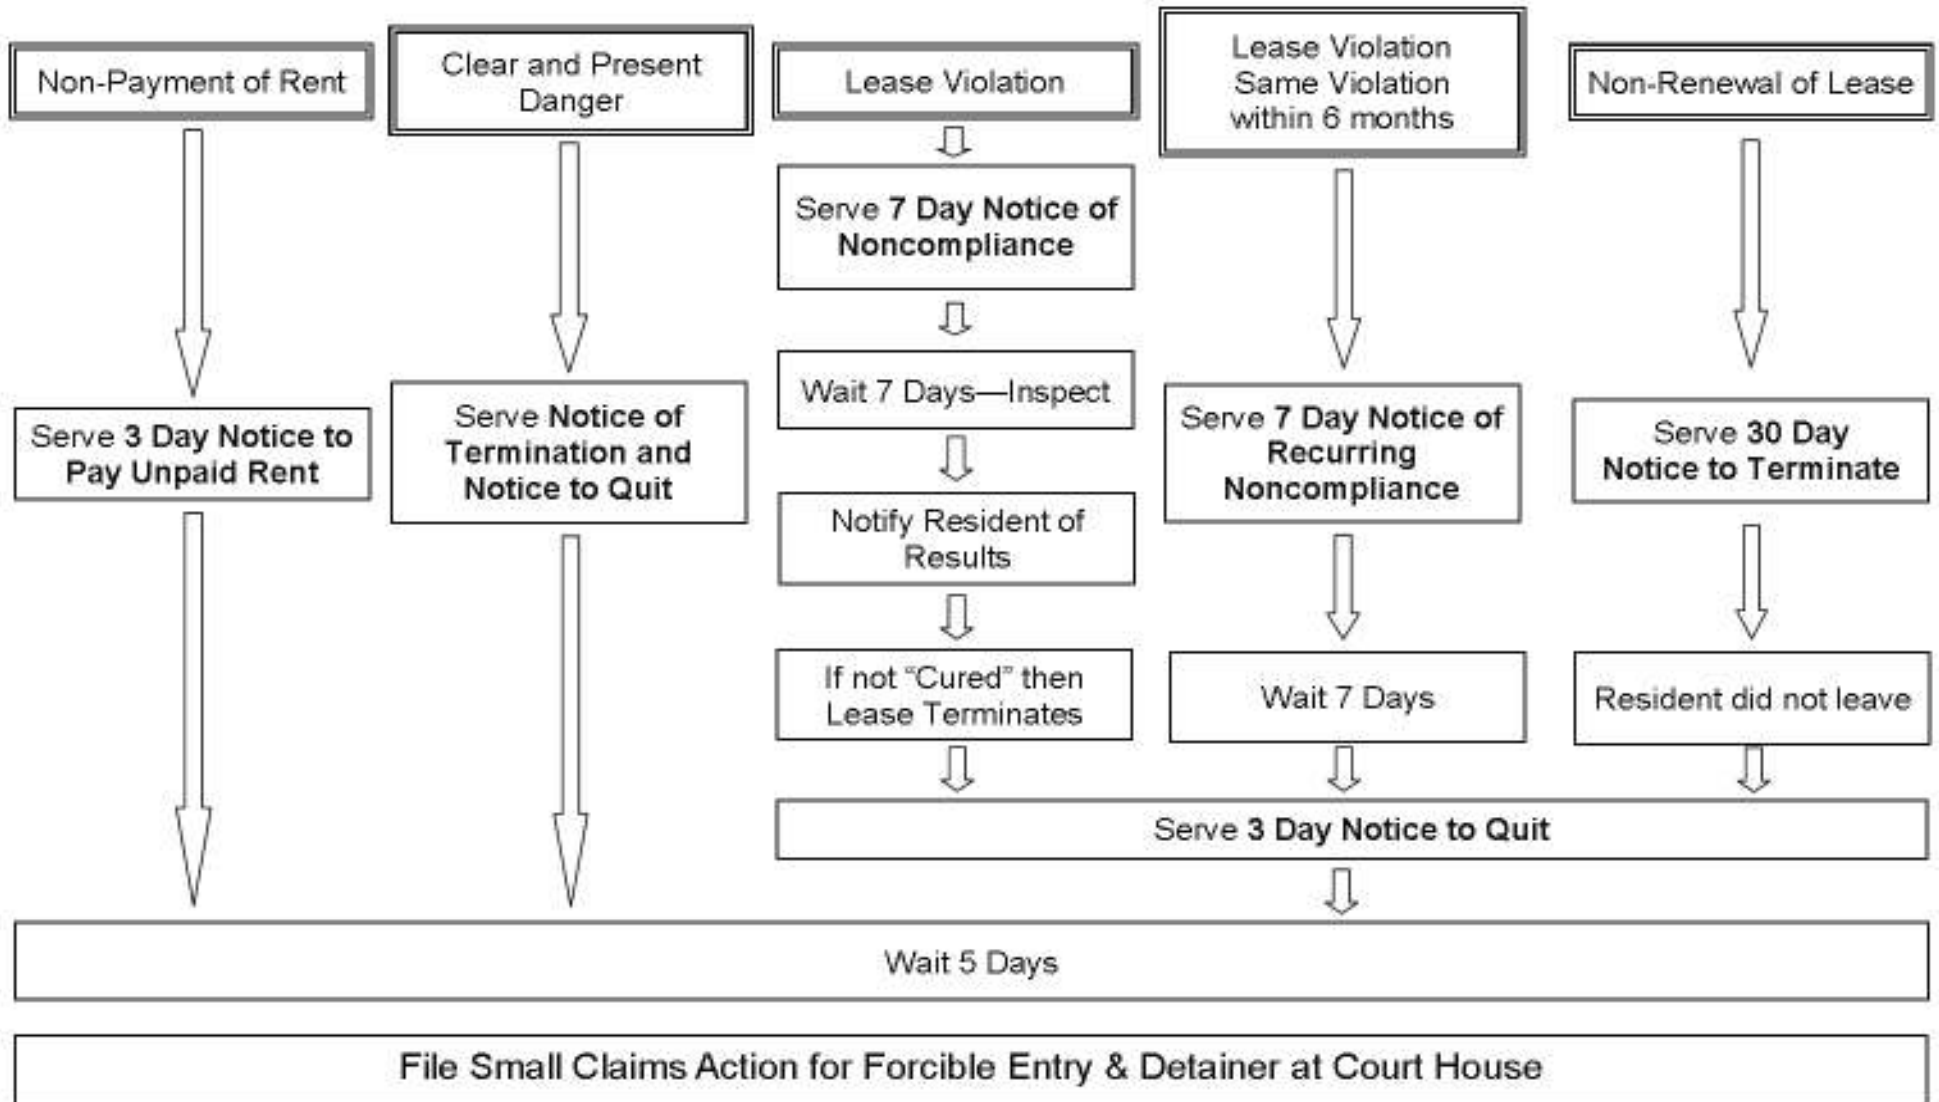 Non-Payment of Rent
Clear and Present
Danger
Lease Violation
Lease Violation
Same Violation
within 6 months
Non-Renewal of Lease
Serve 7 Day Notice of
Noncompliance
Wait 7 Days—Inspect
Serve 3 Day Notice to
Pay Unpaid Rent
Serve Notice of
Termination and
Notice to Quit
Serve 7 Day Notice of
Recurring
Noncompliance
Serve 30 Day
Notice to Terminate
Notify Resident of
Results
If not “Cured” then
Lease Terminates
Wait 7 Days
Resident did not leave
Serve 3 Day Notice to Quit
Wait 5 Days
File Small Claims Action for Forcible Entry & Detainer at Court House